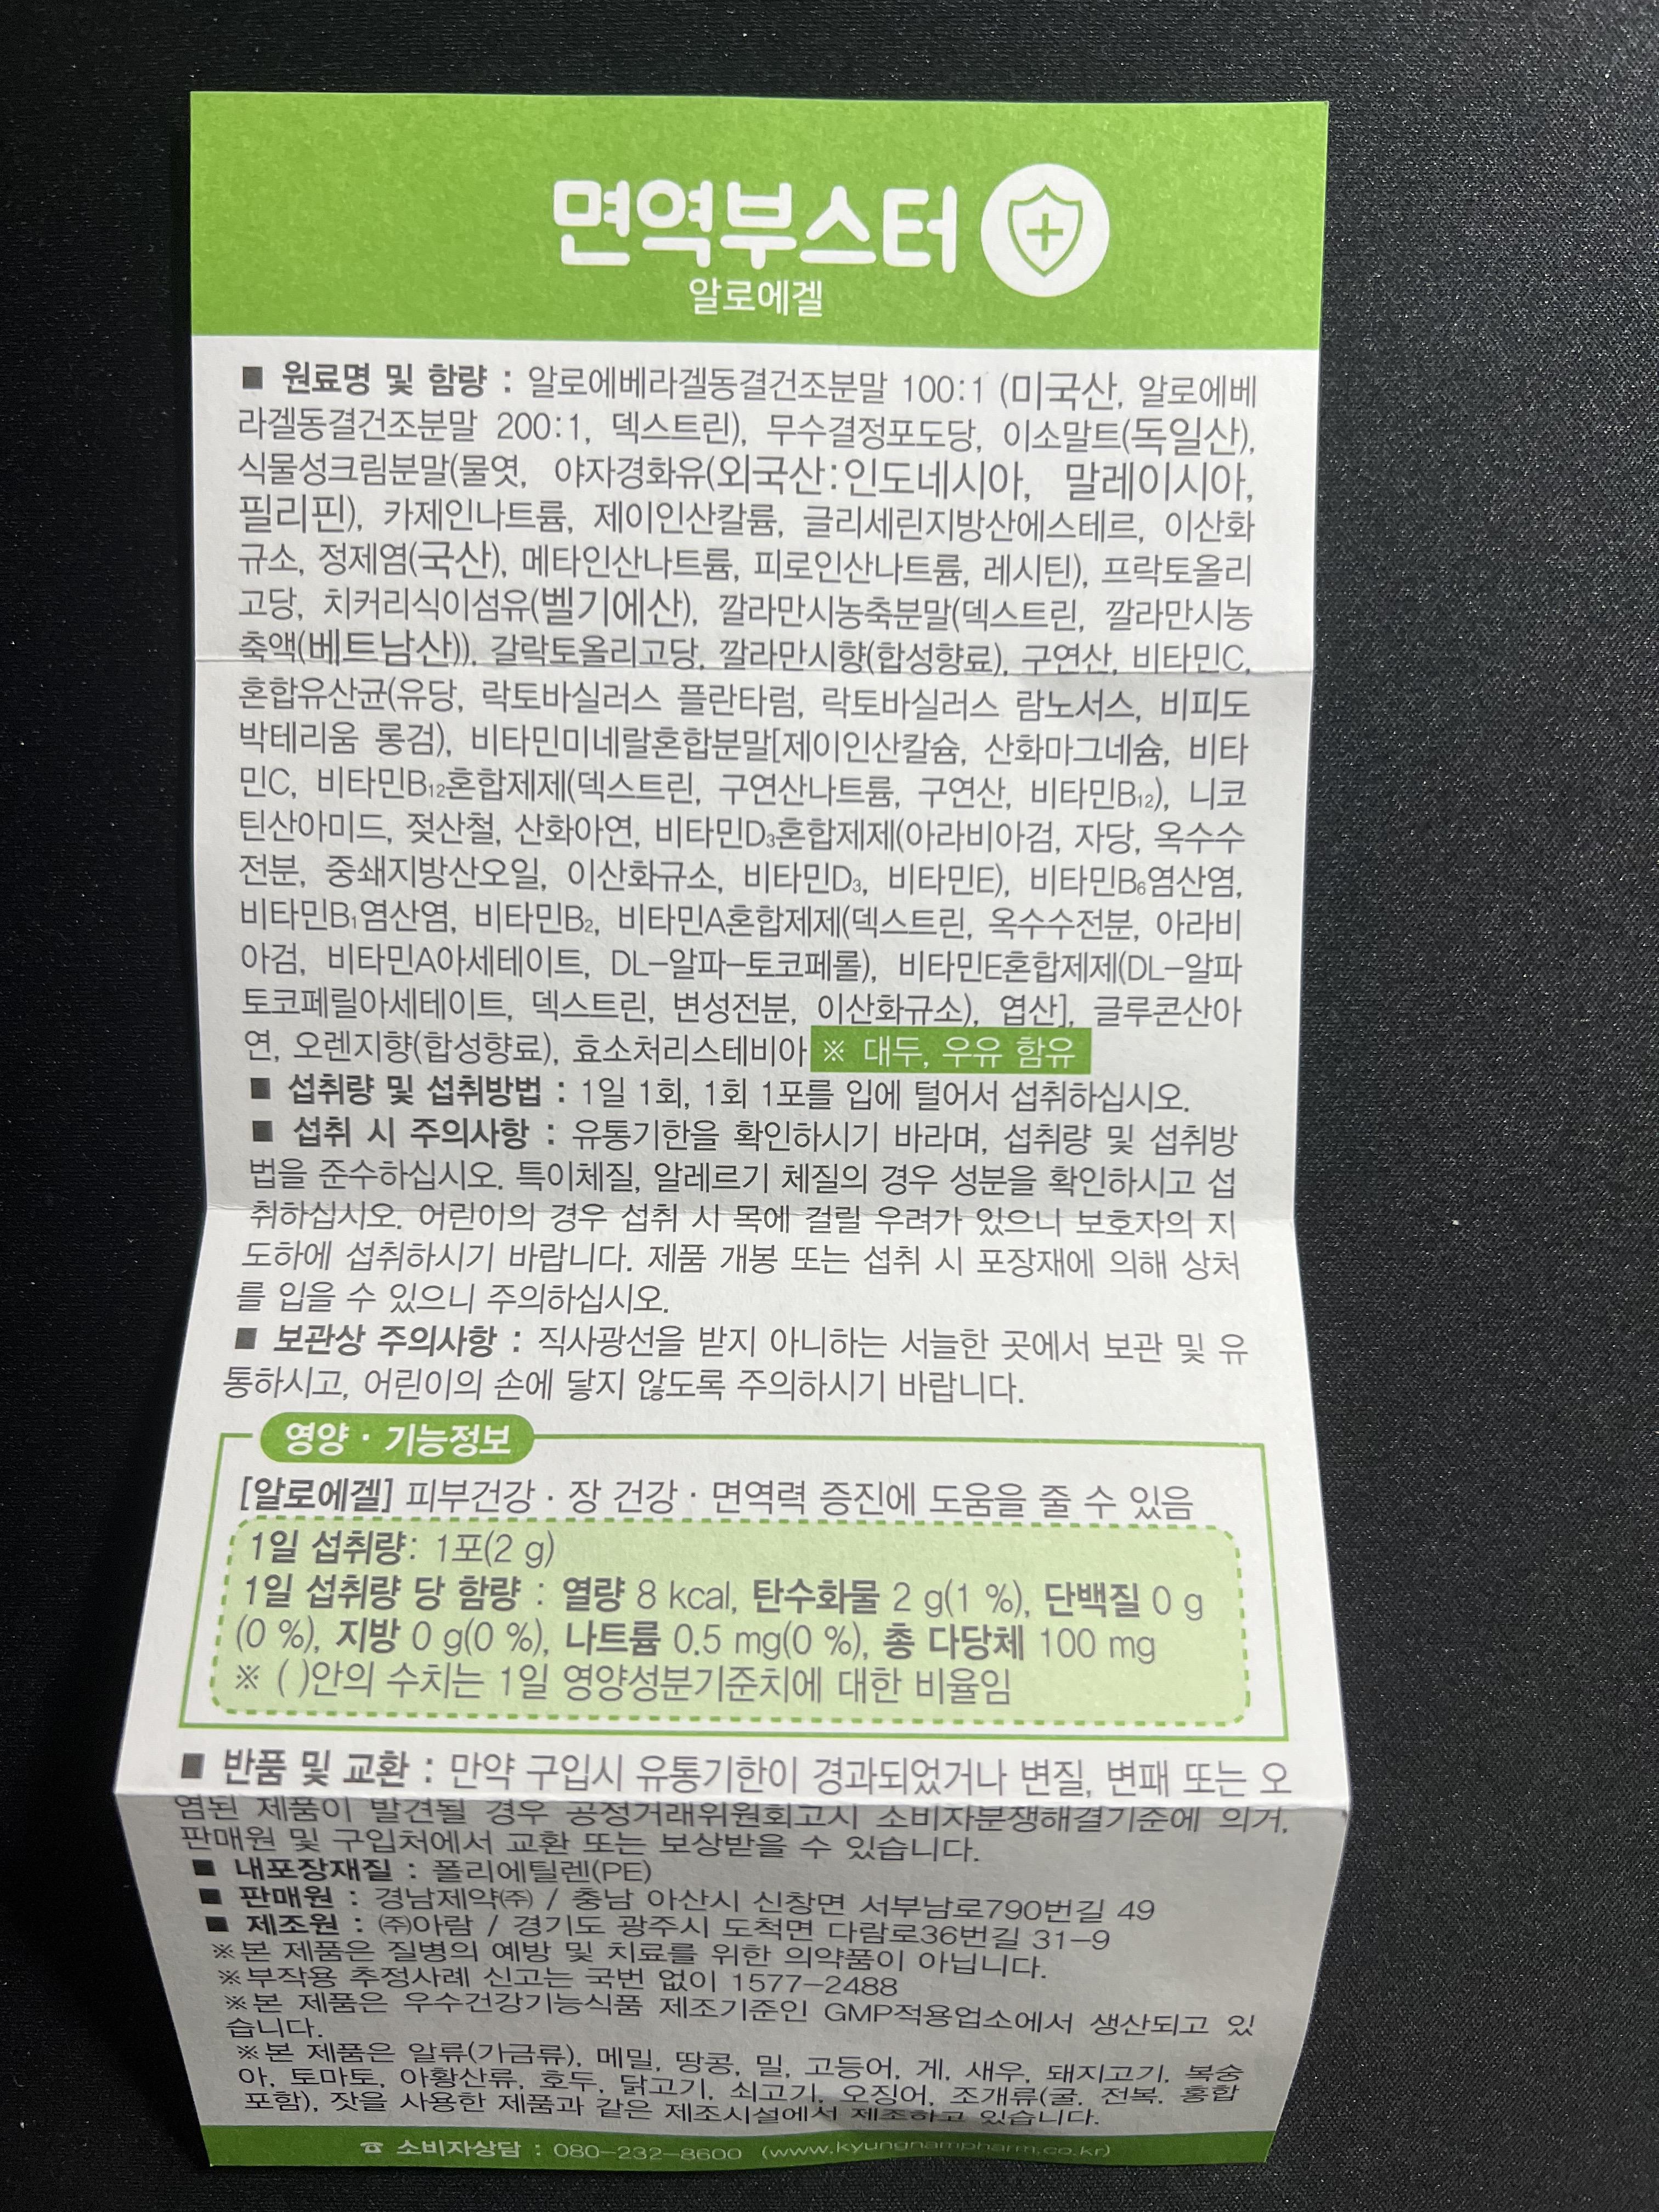 면역부스터
알로에겔
■ 원료명 및 함량 : 알로에베라겔동결건조분말 100:1 (미국산, 알로에베
라겔동결건조분말 200:1, 덱스트린), 무수결정포도당, 이소말트(독일산),
식물성크림분말(물엿, 야자경화유(외국산:인도네시아, 말레이시아,
필리핀), 카제인나트륨, 제이인산칼륨, 글리세린지방산에스테르, 이산화
규소, 정제염(국산), 메타인산나트륨, 피로인산나트륨, 레시틴), 프락토올리
고당, 치커리식이섬유(벨기에산), 깔라만시농축분말(덱스트린, 깔라만시농
축액(베트남산)), 갈락토올리고당, 깔라만시향(합성향료), 구연산, 비타민C,
혼합유산균(유당, 락토바실러스 플란타럼, 락토바실러스 람노서스, 비피도
박테리움 롱검), 비타민미네랄혼합분말[제이인산칼슘, 산화마그네슘, 비타
민C, 비타민B₁₂혼합제제(덱스트린, 구연산나트륨, 구연산, 비타민B₁₂), 니코
틴산아미드, 젖산철, 산화아연, 비타민D₃혼합제제(아라비아검, 자당, 옥수수
전분, 중쇄지방산오일, 이산화규소, 비타민D₃, 비타민E), 비타민B₆염산염,
비타민B₁염산염, 비타민B₂, 비타민A혼합제제(덱스트린, 옥수수전분, 아라비
아검, 비타민A아세테이트, DL-알파-토코페롤), 비타민E혼합제제(DL-알파
토코페릴아세테이트, 덱스트린, 변성전분, 이산화규소), 엽산], 글루콘산아
연, 오렌지향(합성향료), 효소처리스테비아 ※ 대두, 우유 함유
■ 섭취량 및 섭취방법 : 1일 1회, 1회 1포를 입에 털어서 섭취하십시오.
■ 섭취 시 주의사항 : 유통기한을 확인하시기 바라며, 섭취량 및 섭취방
법을 준수하십시오. 특이체질, 알레르기 체질의 경우 성분을 확인하시고 섭
취하십시오. 어린이의 경우 섭취 시 목에 걸릴 우려가 있으니 보호자의 지
도하에 섭취하시기 바랍니다. 제품 개봉 또는 섭취 시 포장재에 의해 상처
를 입을 수 있으니 주의하십시오.
■ 보관상 주의사항 : 직사광선을 받지 아니하는 서늘한 곳에서 보관 및 유
통하시고, 어린이의 손에 닿지 않도록 주의하시기 바랍니다.
영양 · 기능정보
[알로에겔] 피부건강 · 장 건강 · 면역력 증진에 도움을 줄 수 있음
1일 섭취량: 1포(2 g)
1일 섭취량 당 함량 : 열량 8 kcal, 탄수화물 2 g(1 %), 단백질 0 g
(0 %), 지방 0 g(0 %), 나트륨 0.5 mg(0 %), 총 다당체 100 mg
※ ( )안의 수치는 1일 영양성분기준치에 대한 비율임
■ 반품 및 교환 : 만약 구입시 유통기한이 경과되었거나 변질, 변패 또는 오
염된 제품이 발견될 경우 공정거래위원회고시 소비자분쟁해결기준에 의거,
판매원 및 구입처에서 교환 또는 보상받을 수 있습니다.
■ 내포장재질 : 폴리에틸렌(PE)
■ 판매원 : 경남제약㈜ / 충남 아산시 신창면 서부남로790번길 49
■ 제조원 : ㈜아람 / 경기도 광주시 도척면 다람로36번길 31-9
※본 제품은 질병의 예방 및 치료를 위한 의약품이 아닙니다.
※부작용 추정사례 신고는 국번 없이 1577-2488
※본 제품은 우수건강기능식품 제조기준인 GMP적용업소에서 생산되고 있
습니다.
※본 제품은 알류(가금류), 메밀, 땅콩, 밀, 고등어, 게, 새우, 돼지고기, 복숭
아, 토마토, 아황산류, 호두, 닭고기, 쇠고기, 오징어, 조개류(굴, 전복, 홍합
포함), 잣을 사용한 제품과 같은 제조시설에서 제조하고 있습니다.
☎ 소비자상담 : 080-232-8600 (www.kyungnampharm.co.kr)